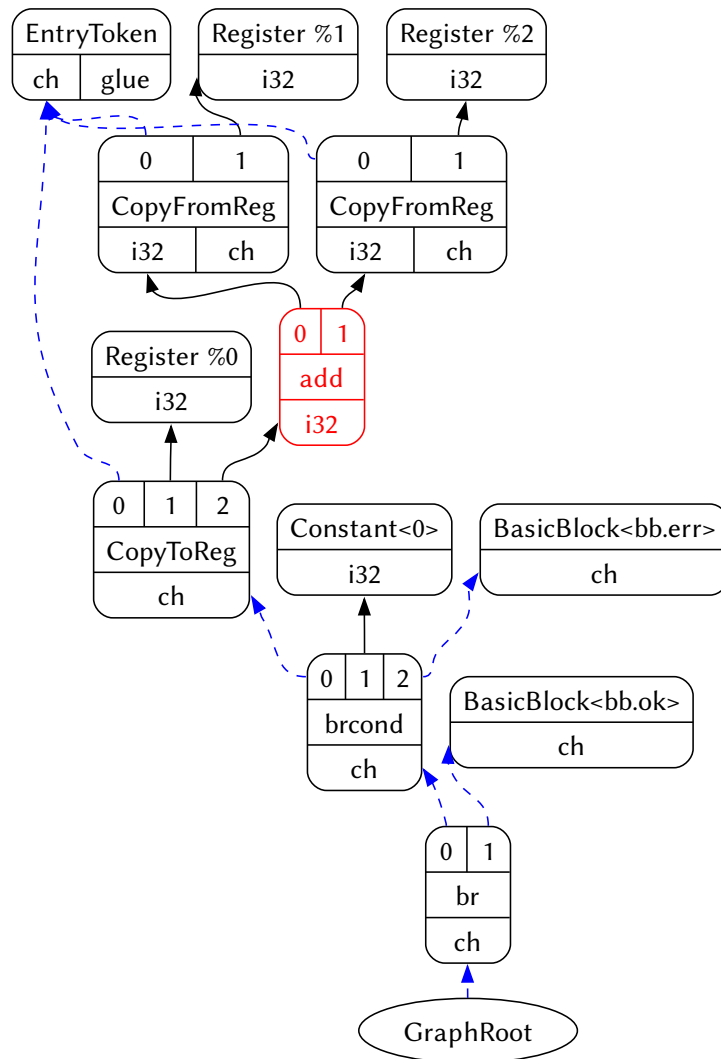 EntryToken
ch glue
Register %1
i32
Register %2
i32
0 1
CopyFromReg
i32 ch
0 1
CopyFromReg
i32 ch
0 1
add
i32
Register %0
i32
0 1 2
CopyToReg
ch
Constant<0>
i32
BasicBlock<bb.err>
ch
0 1 2
brcond
ch
BasicBlock<bb.ok>
ch
0 1
br
ch
GraphRoot